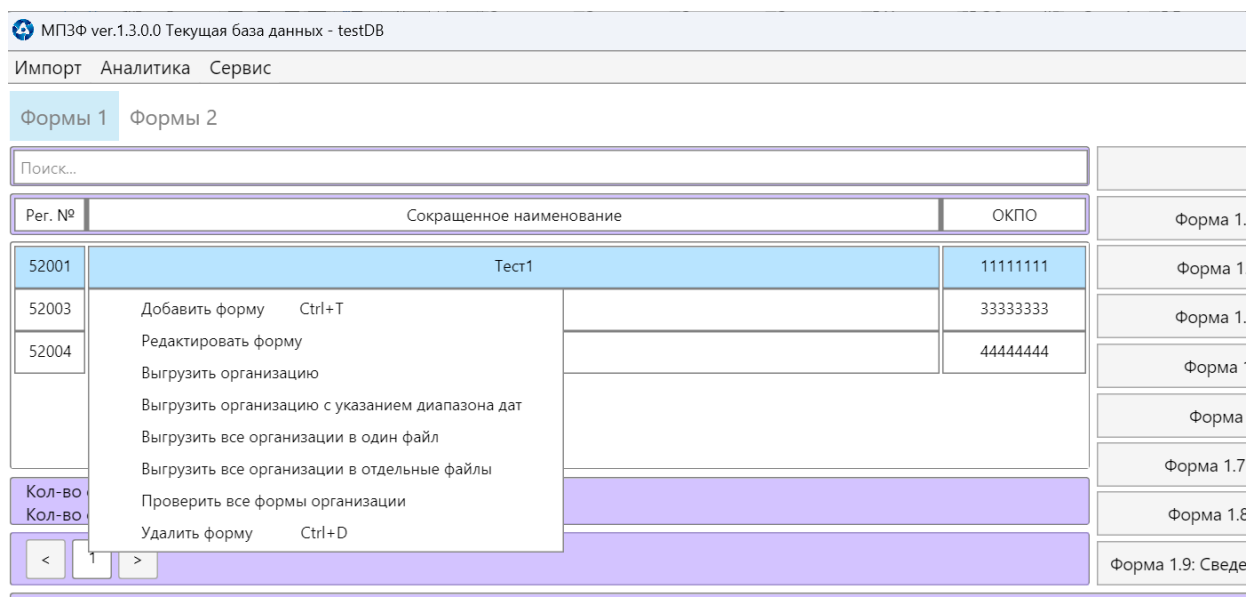 МПЗФ ver.1.3.0.0 Текущая база данных - testDB
Импорт Аналитика Сервис
Формы 1 Формы 2
Поиск...
Рег. № Сокращенное наименование ОКПО
Форма 1.
52001 Тест1 11111111
Форма 1.
52003 33333333
Форма 1.
52004 44444444
Форма
Форма
Форма 1.7
Форма 1.8
Форма 1.9: Сведе
Добавить форму Ctrl+T
Редактировать форму
Выгрузить организацию
Выгрузить организацию с указанием диапазона дат
Выгрузить все организации в один файл
Выгрузить все организации в отдельные файлы
Проверить все формы организации
Удалить форму Ctrl+D
Кол-во
Кол-во
< 1 >